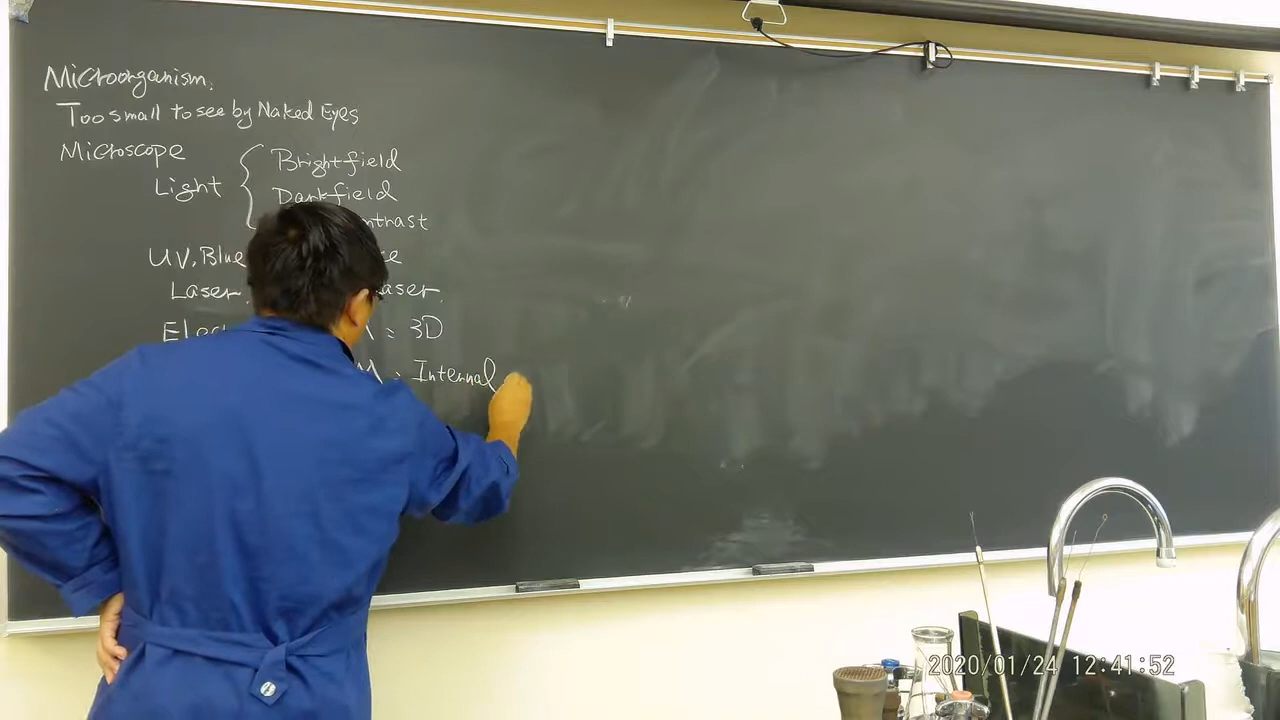 Microorganism.
Too small to see by Naked Eyes
Microscope
Light { Brightfield
Darkfield
ntrast
UV, Blue
Laser. aser.
Elec : 3D
M : Internal
2020/01/24 12:41:52